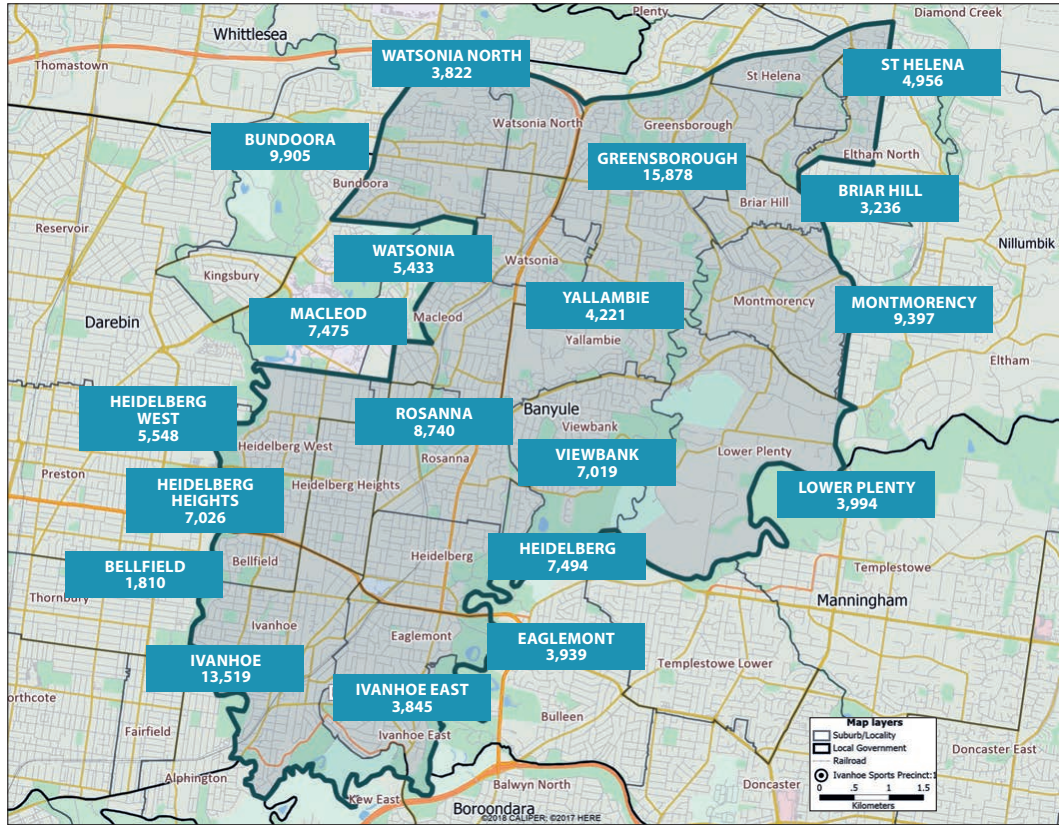 Whittlesea
Plenty
Diamond Creek
Thomastown
WATSONIA NORTH
3,822
St Helena
ST HELENA
4,956
Watsonia North
Greensborough
BUNDOORA
9,905
GREENSBOROUGH
15,878
Eltham North
Bundoora
Briar Hill
BRIAR HILL
3,236
Reservoir
Nillumbik
WATSONIA
5,433
Watsonia
Kingsbury
YALLAMBIE
4,221
Montmorency
MONTMORENCY
9,397
MACLEOD
7,475
Macleod
Darebin
Yallambie
Eltham
HEIDELBERG
WEST
5,548
ROSANNA
8,740
Banyule
Viewbank
Heidelberg West
Rosanna
VIEWBANK
7,019
Lower Plenty
Preston
HEIDELBERG
HEIGHTS
7,026
Heidelberg Heights
LOWER PLENTY
3,994
BELLFIELD
1,810
Bellfield
Heidelberg
HEIDELBERG
7,494
Templestowe
Thornbury
Manningham
Ivanhoe
Eaglemont
EAGLEMONT
3,939
IVANHOE
13,519
Templestowe Lower
IVANHOE EAST
3,845
orthcote
Fairfield
Ivanhoe East
Bulleen
Map layers
Suburb/Locality
Local Government
Railroad
Ivanhoe Sports Precinct:1
0 .5 1 1.5
Kilometers
Doncaster East
Alphington
Kew East
Balwyn North
Doncaster
Boroondara
©2018 CALIPER; ©2017 HERE